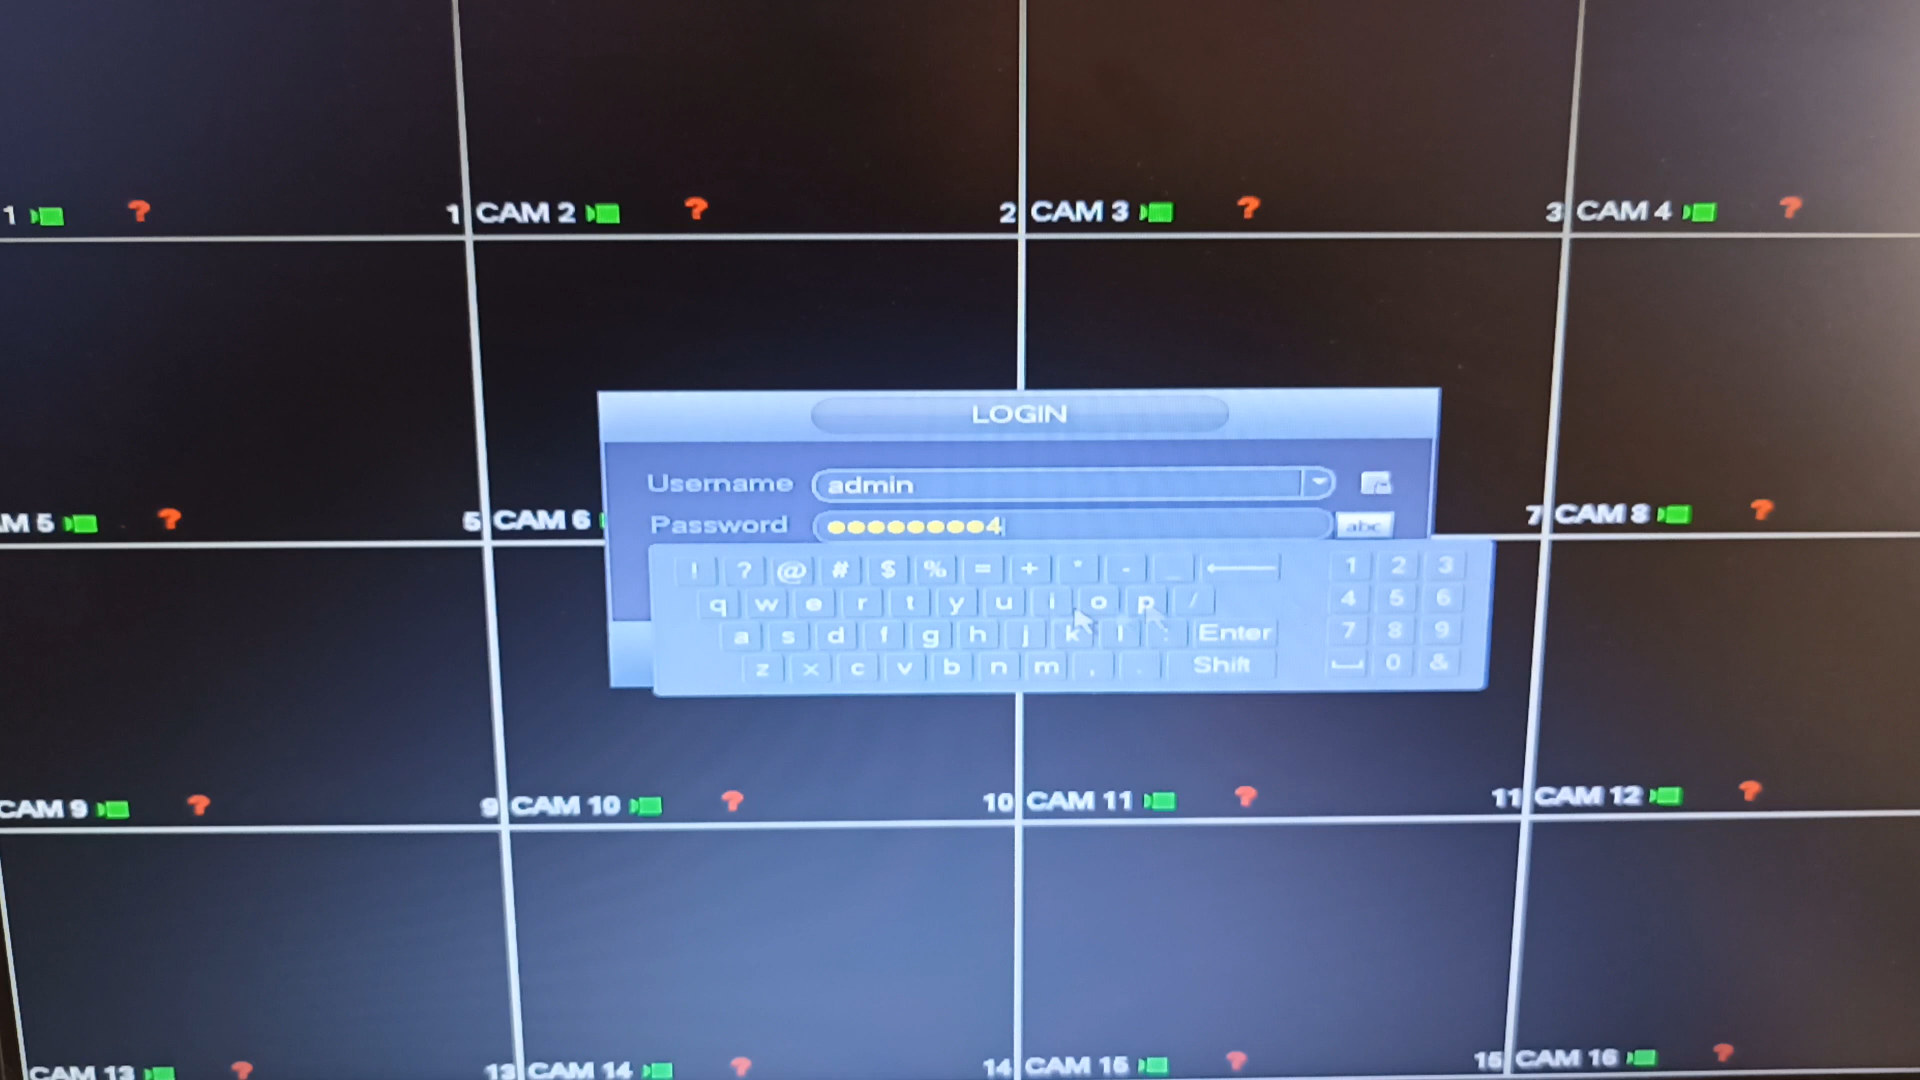 1 ? 1 CAM 2 ? 2 CAM 3 ? 3 CAM 4 ?
LOGIN
Username admin
Password ●●●●●●●●4 abc
M 5 ? 5 CAM 6 7 CAM 8 ?
! ? @ # $ % = + * - _ 1 2 3
q w e r t y u i o p / 4 5 6
a s d f g h j k l : Enter 7 8 9
z x c v b n m , . Shift 0 &
CAM 9 ? 9 CAM 10 ? 10 CAM 11 ? 11 CAM 12 ?
CAM 13 ? 13 CAM 14 ? 14 CAM 15 ? 15 CAM 16 ?